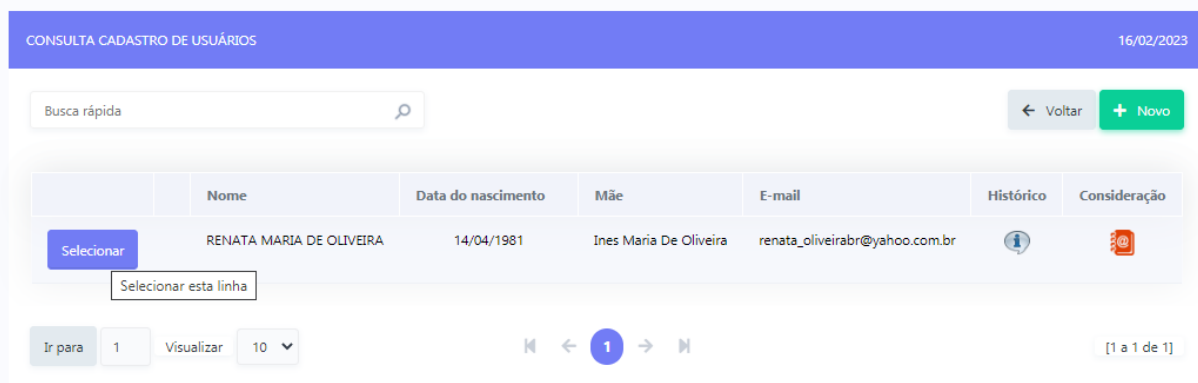 CONSULTA CADASTRO DE USUÁRIOS 16/02/2023
Busca rápida Voltar + Novo
Nome Data do nascimento Mãe E-mail Histórico Consideração
Selecionar RENATA MARIA DE OLIVEIRA 14/04/1981 Ines Maria De Oliveira renata_oliveirabr@yahoo.com.br
Selecionar esta linha
Ir para 1 Visualizar 10 1 [1 a 1 de 1]